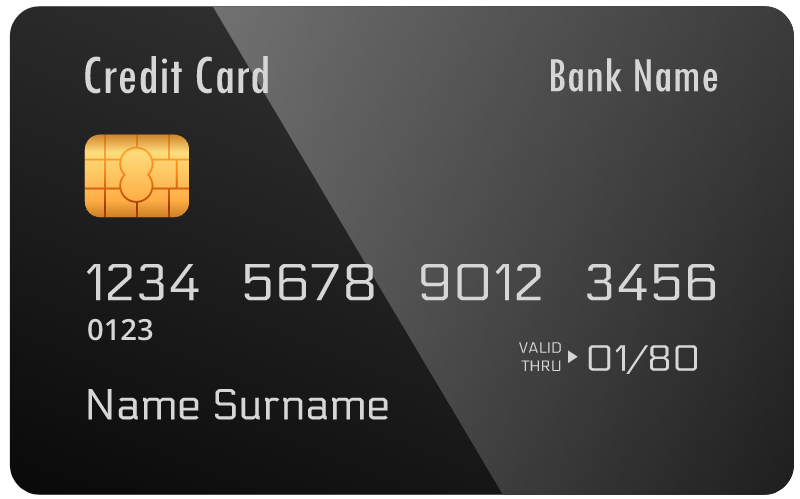 Credit Card Bank Name
1234 5678 9012 3456
0123
VALID THRU 01/80
Name Surname